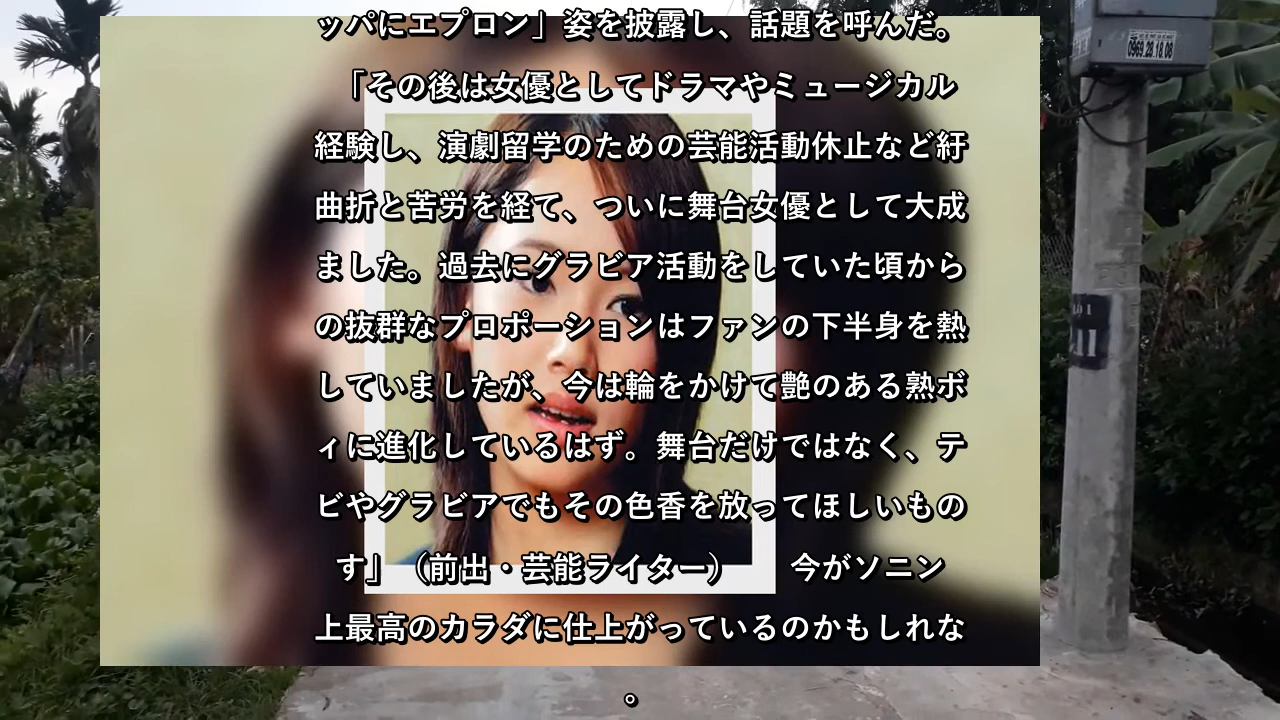 ッパにエプロン」姿を披露し、話題を呼んだ。
「その後は女優としてドラマやミュージカル
経験し、演劇留学のための芸能活動休止など紆
曲折と苦労を経て、ついに舞台女優として大成
ました。過去にグラビア活動をしていた頃から
の抜群なプロポーションはファンの下半身を熱
していましたが、今は輪をかけて艶のある熟ボ
ィに進化しているはず。舞台だけではなく、テ
ビやグラビアでもその色香を放ってほしいもの
す」(前出・芸能ライター) 今がソニン
上最高のカラダに仕上がっているのかもしれな
。
0969.28.18.08